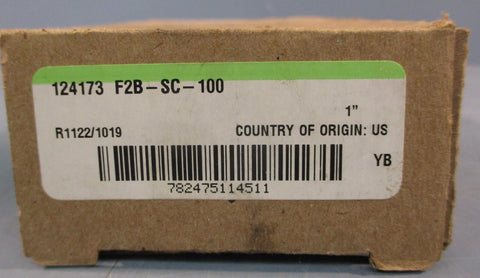 124173 F2B-SC-100
1"
R1122/1019 COUNTRY OF ORIGIN: US
YB
782475114511